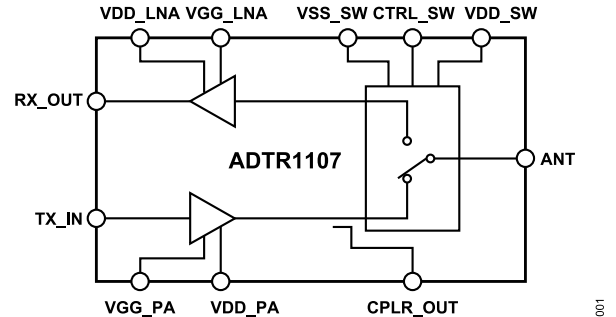 VDD_LNA VGG_LNA VSS_SW CTRL_SW VDD_SW
RX_OUT
ADTR1107
ANT
TX_IN
VGG_PA VDD_PA CPLR_OUT
001